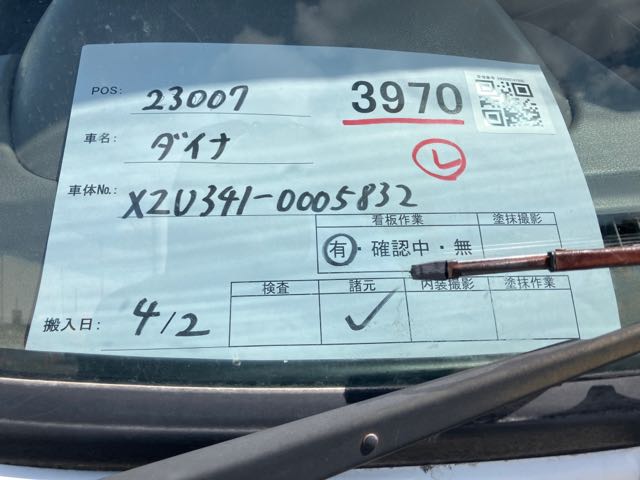 POS: 23007 3970
車名: ダイナ
レ
車体No.: XZU341-0005832
看板作業 塗抹撮影
有・確認中・無
検査 諸元 内装撮影 塗抹作業
搬入日: 4/2 ✓